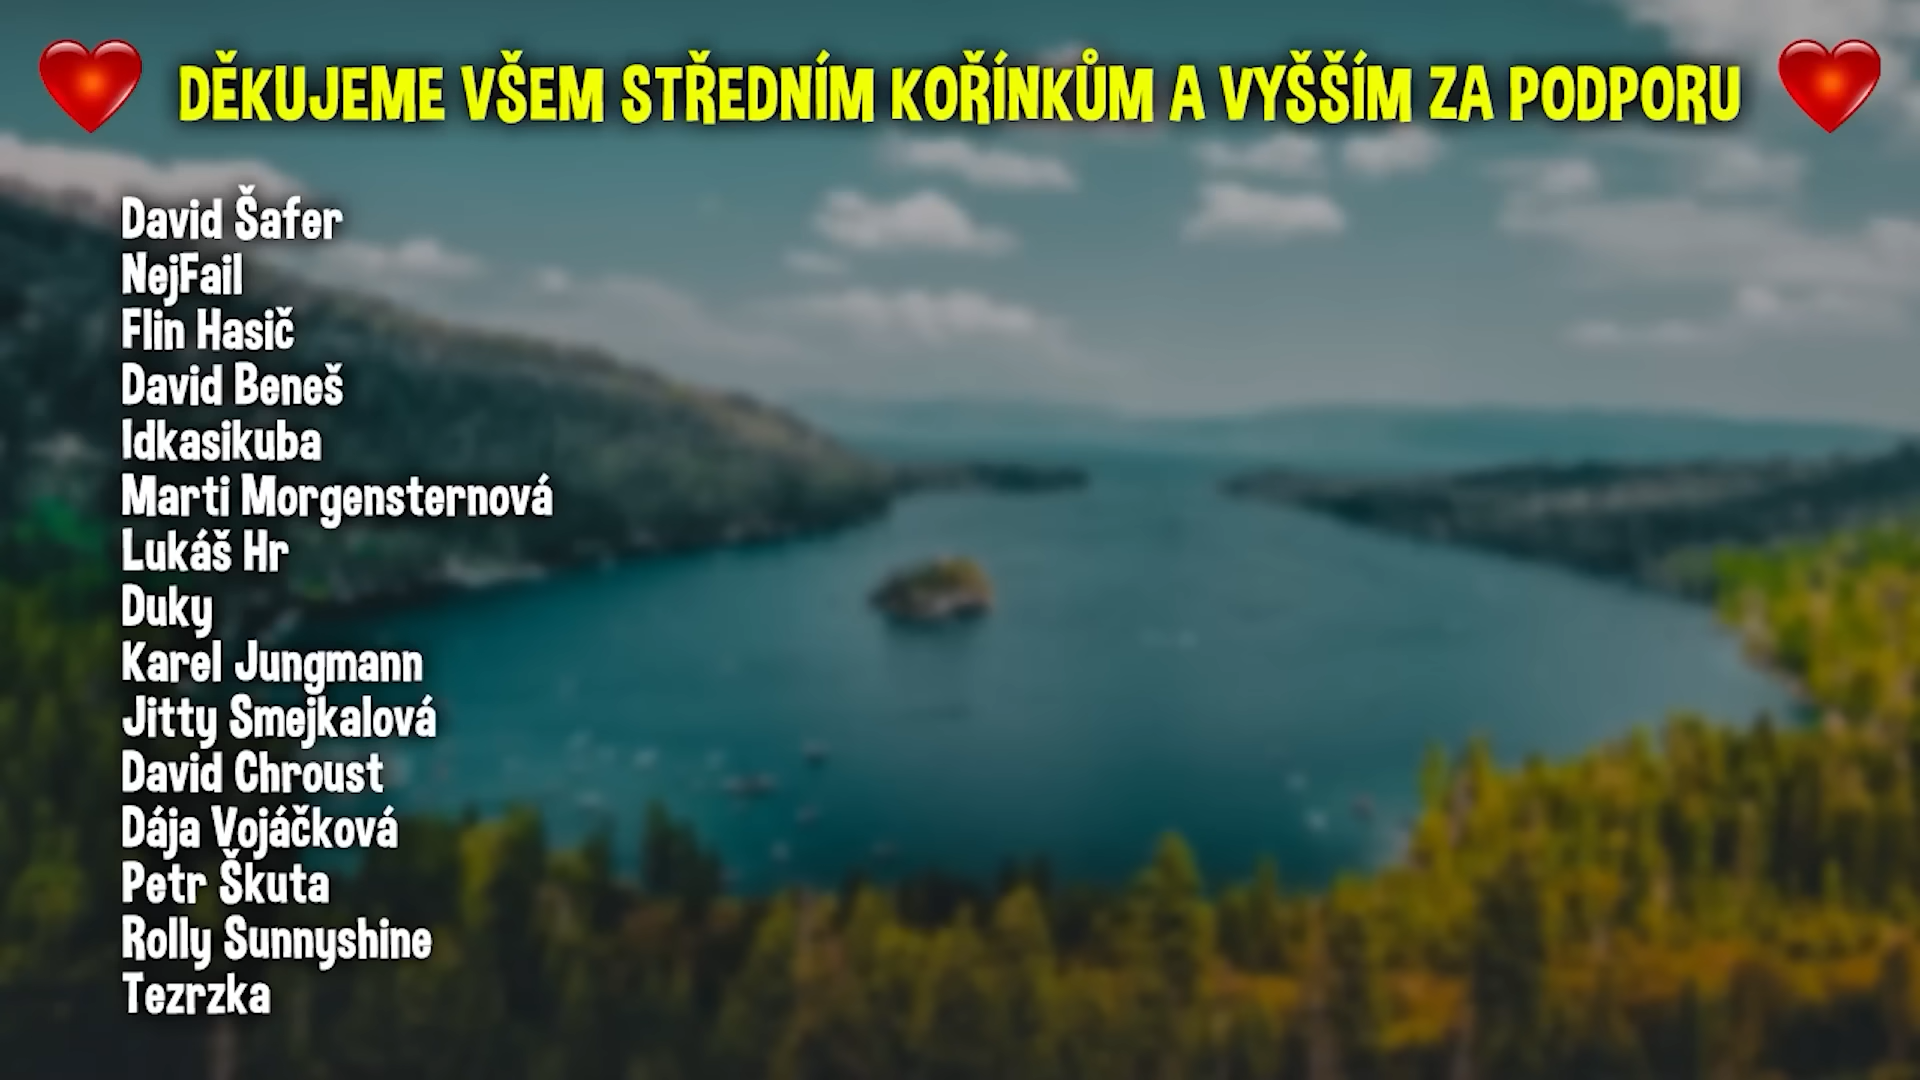 DĚKUJEME VŠEM STŘEDNÍM KOŘÍNKŮM A VYŠŠÍM ZA PODPORU
David Šafer
NejFail
Flin Hasič
David Beneš
Idkasikuba
Marti Morgensternová
Lukáš Hr
Duky
Karel Jungmann
Jitty Smejkalová
David Chroust
Dája Vojáčková
Petr Škuta
Rolly Sunnyshine
Tezrzka